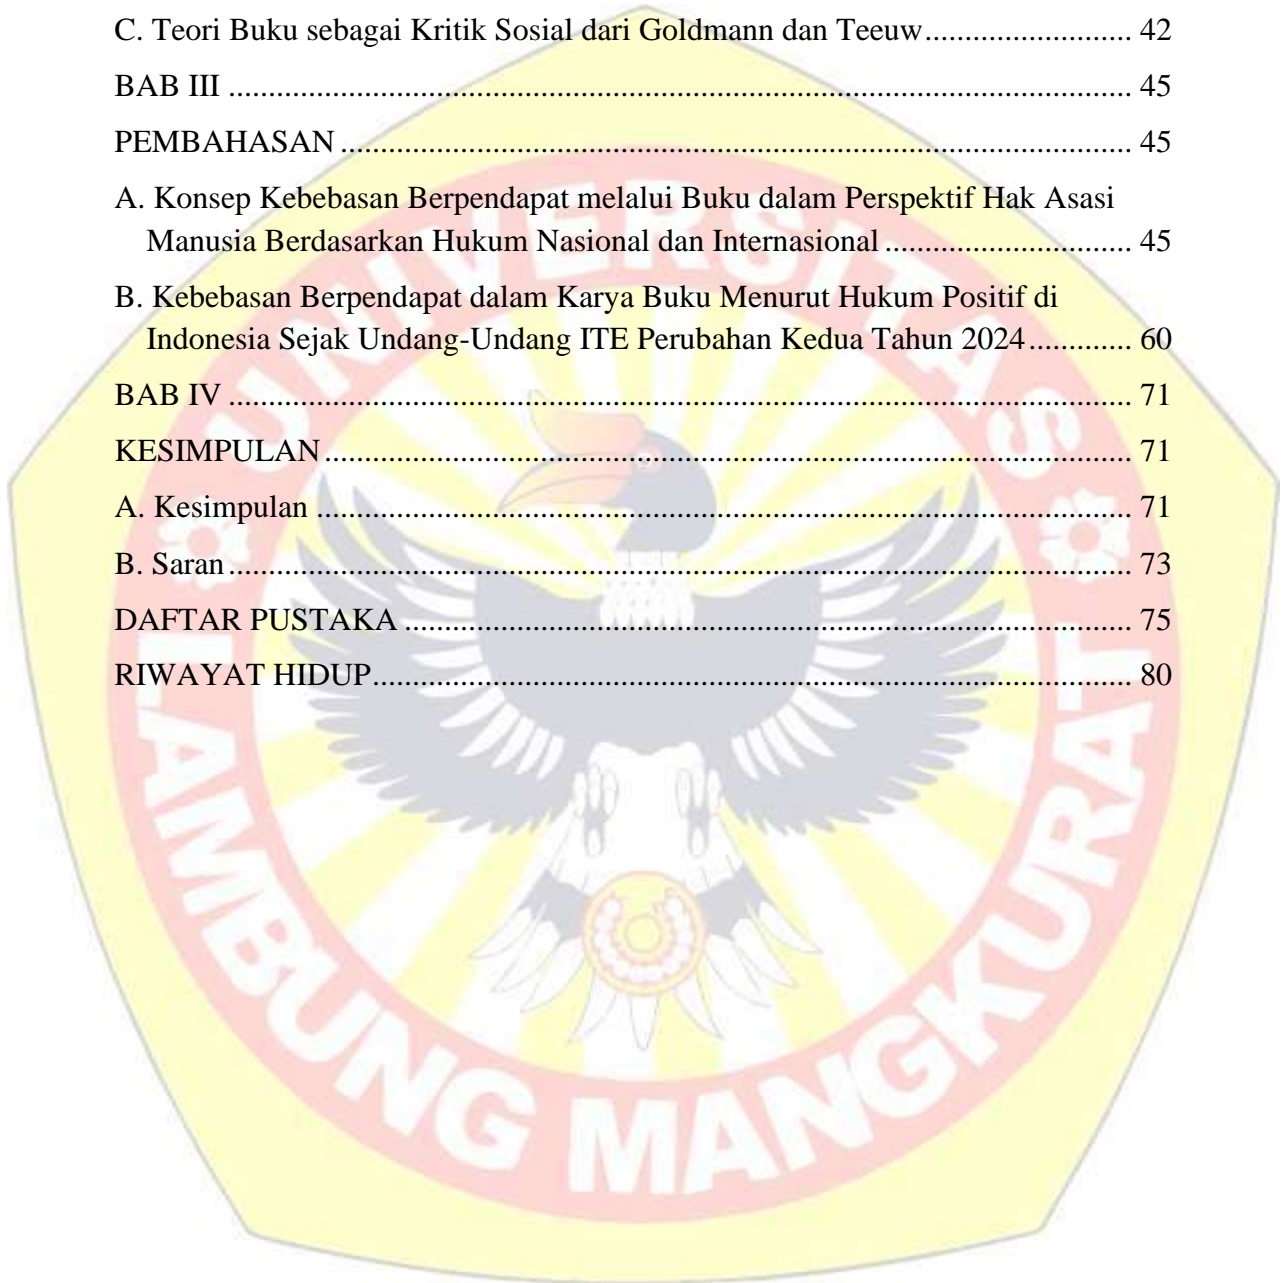 C. Teori Buku sebagai Kritik Sosial dari Goldmann dan Teeuw.......................... 42
BAB III .................................................................................................................. 45
PEMBAHASAN .................................................................................................... 45
A. Konsep Kebebasan Berpendapat melalui Buku dalam Perspektif Hak Asasi
Manusia Berdasarkan Hukum Nasional dan Internasional ............................... 45
B. Kebebasan Berpendapat dalam Karya Buku Menurut Hukum Positif di
Indonesia Sejak Undang-Undang ITE Perubahan Kedua Tahun 2024 ............. 60
BAB IV .................................................................................................................. 71
KESIMPULAN ...................................................................................................... 71
A. Kesimpulan ....................................................................................................... 71
B. Saran .................................................................................................................. 73
DAFTAR PUSTAKA ............................................................................................ 75
RIWAYAT HIDUP................................................................................................ 80
UNIVERSITAS
LAMBUNG MANGKURAT